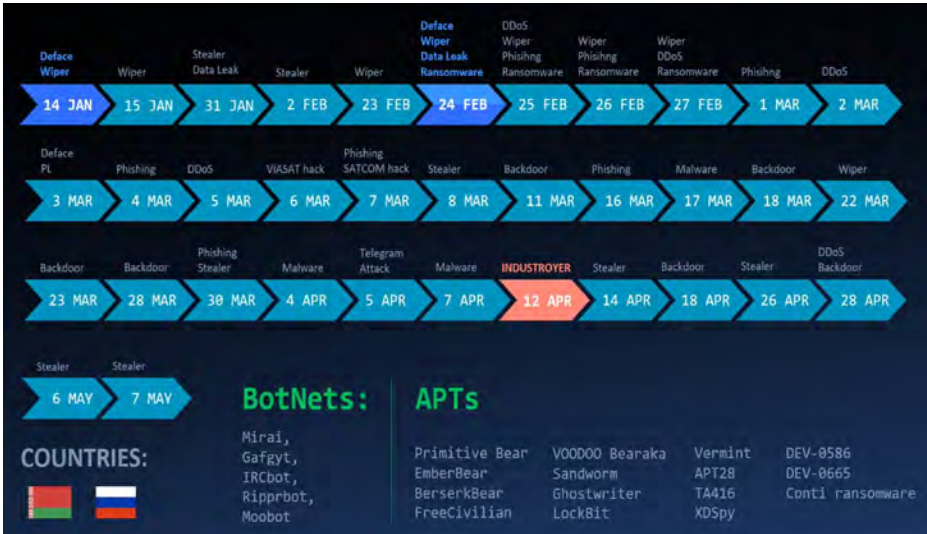 Deface
Wiper
Wiper
Stealer
Data Leak
Stealer
Wiper
Deface
Wiper
Data Leak
Ransomware
DDoS
Wiper
Phisihng
Ransomware
Wiper
Phisihng
Ransomware
Wiper
DDoS
Ransomware
Phisihng
DDoS
14 JAN 15 JAN 31 JAN 2 FEB 23 FEB 24 FEB 25 FEB 26 FEB 27 FEB 1 MAR 2 MAR
Deface
PL
Phishing
DDoS
VIASAT hack
Phishing
SATCOM hack
Stealer
Backdoor
Phishing
Malware
Backdoor
Wiper
3 MAR 4 MAR 5 MAR 6 MAR 7 MAR 8 MAR 11 MAR 16 MAR 17 MAR 18 MAR 22 MAR
Backdoor
Backdoor
Phishing
Stealer
Malware
Telegram
Attack
Malware
INDUSTROYER
Stealer
Backdoor
Stealer
DDoS
Backdoor
23 MAR 28 MAR 30 MAR 4 APR 5 APR 7 APR 12 APR 14 APR 18 APR 26 APR 28 APR
Stealer
Stealer
6 MAY 7 MAY
COUNTRIES:
BotNets:
Mirai,
Gafgyt,
IRCbot,
Ripprbot,
Moobot
APTs
Primitive Bear
EmberBear
BerserkBear
FreeCivilian
VOODOO Bearaka
Sandworm
Ghostwriter
LockBit
Vermint
APT28
TA416
XDSpy
DEV-0586
DEV-0665
Conti ransomware